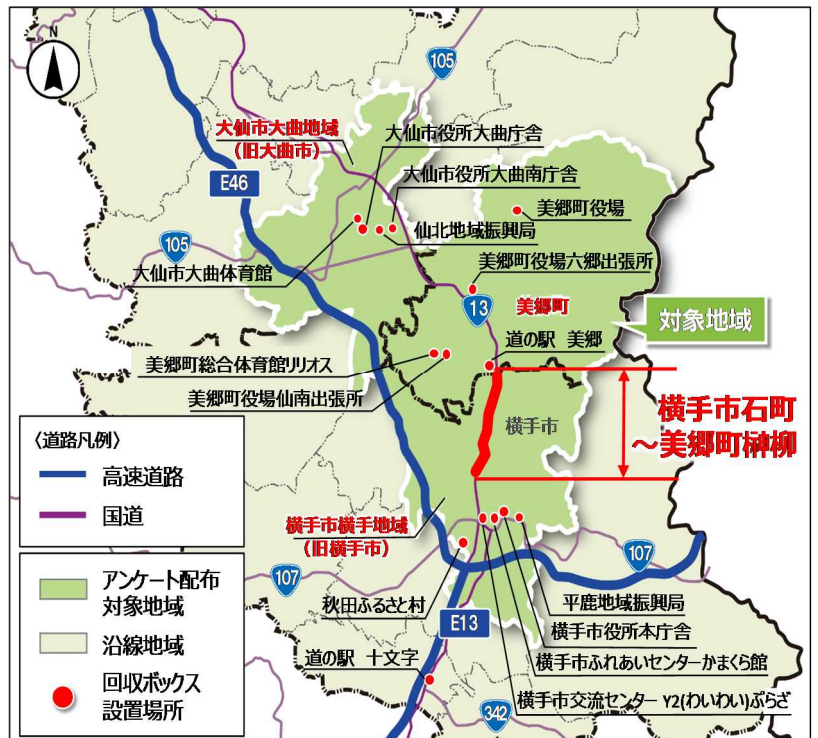 N
105
大仙市大曲地域
（旧大曲市）
大仙市役所大曲庁舎
大仙市役所大曲南庁舎
E46
美郷町役場
仙北地域振興局
105
美郷町役場六郷出張所
大仙市大曲体育館
13
美郷町
対象地域
道の駅 美郷
美郷町総合体育館リリオス
美郷町役場仙南出張所
横手市石町
～美郷町榊柳
横手市
〈道路凡例〉
高速道路
国道
横手市横手地域
（旧横手市）
107
107
アンケート配布
対象地域
沿線地域
回収ボックス
設置場所
秋田ふるさと村
平鹿地域振興局
E13
横手市役所本庁舎
横手市ふれあいセンターかまくら館
道の駅 十文字
横手市交流センター Y2(わいわい)ぷらざ
342